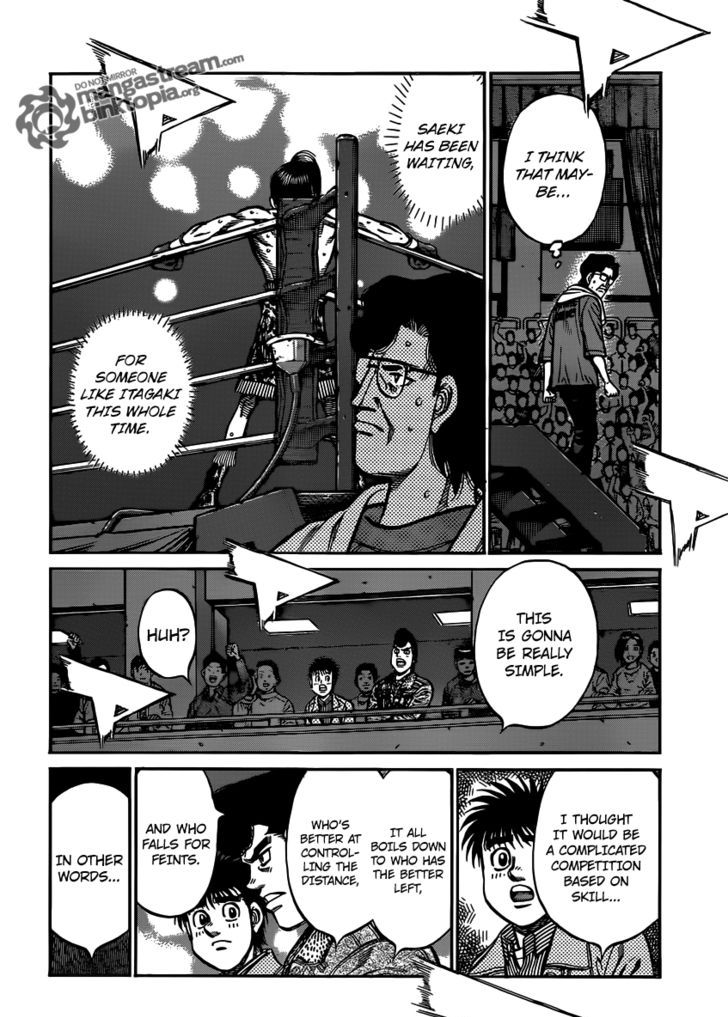 DO NOT MIRROR
mangastream.com
binktopia.org
I THINK
THAT MAY-
BE...
SAEKI
HAS BEEN
WAITING,
FOR
SOMEONE
LIKE ITAGAKI
THIS WHOLE
TIME.
THIS
IS GONNA
BE REALLY
SIMPLE.
HUH?
I THOUGHT
IT WOULD BE
A COMPLICATED
COMPETITION
BASED ON
SKILL...
IT ALL
BOILS DOWN
TO WHO HAS
THE BETTER
LEFT,
WHO'S
BETTER AT
CONTROL-
LING THE
DISTANCE,
AND WHO
FALLS FOR
FEINTS.
IN OTHER
WORDS...